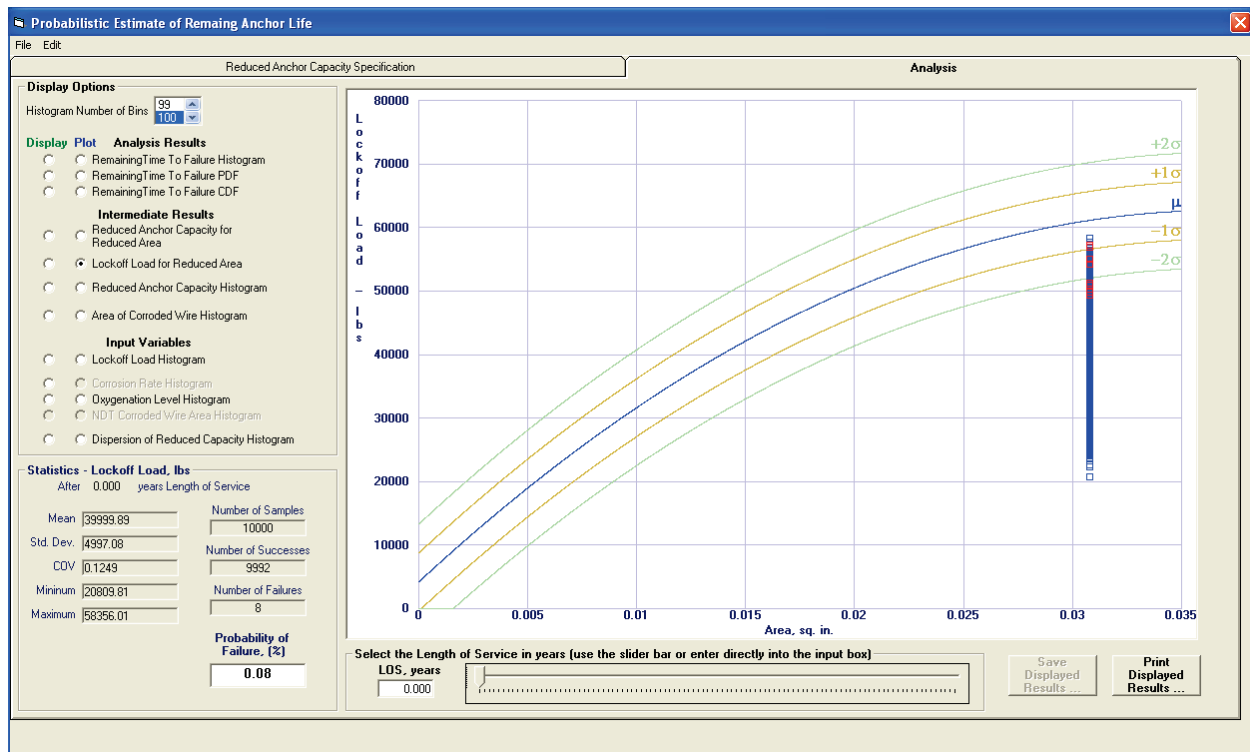 Probabilistic Estimate of Remaing Anchor Life
File Edit
Reduced Anchor Capacity Specification
Analysis
Display Options
Histogram Number of Bins
99
100
Display Plot Analysis Results
RemainingTime To Failure Histogram
RemainingTime To Failure PDF
RemainingTime To Failure CDF
Intermediate Results
Reduced Anchor Capacity for
Reduced Area
Lockoff Load for Reduced Area
Reduced Anchor Capacity Histogram
Area of Corroded Wire Histogram
Input Variables
Lockoff Load Histogram
Corrosion Rate Histogram
Oxygenation Level Histogram
NDT Corroded Wire Area Histogram
Dispersion of Reduced Capacity Histogram
Statistics - Lockoff Load, lbs
After 0.000 years Length of Service
Mean 39999.89
Std. Dev. 4997.08
COV 0.1249
Mininum 20809.81
Maximum 58356.01
Number of Samples
10000
Number of Successes
9992
Number of Failures
8
Probability of
Failure, (%)
0.08
Lockoff Load - lbs
80000
70000
60000
50000
40000
30000
20000
10000
0
+2σ
+1σ
μ
−1σ
−2σ
0 0.005 0.01 0.015 0.02 0.025 0.03 0.035
Area, sq. in.
Select the Length of Service in years (use the slider bar or enter directly into the input box)
LOS, years
0.000
Save
Displayed
Results ...
Print
Displayed
Results ...